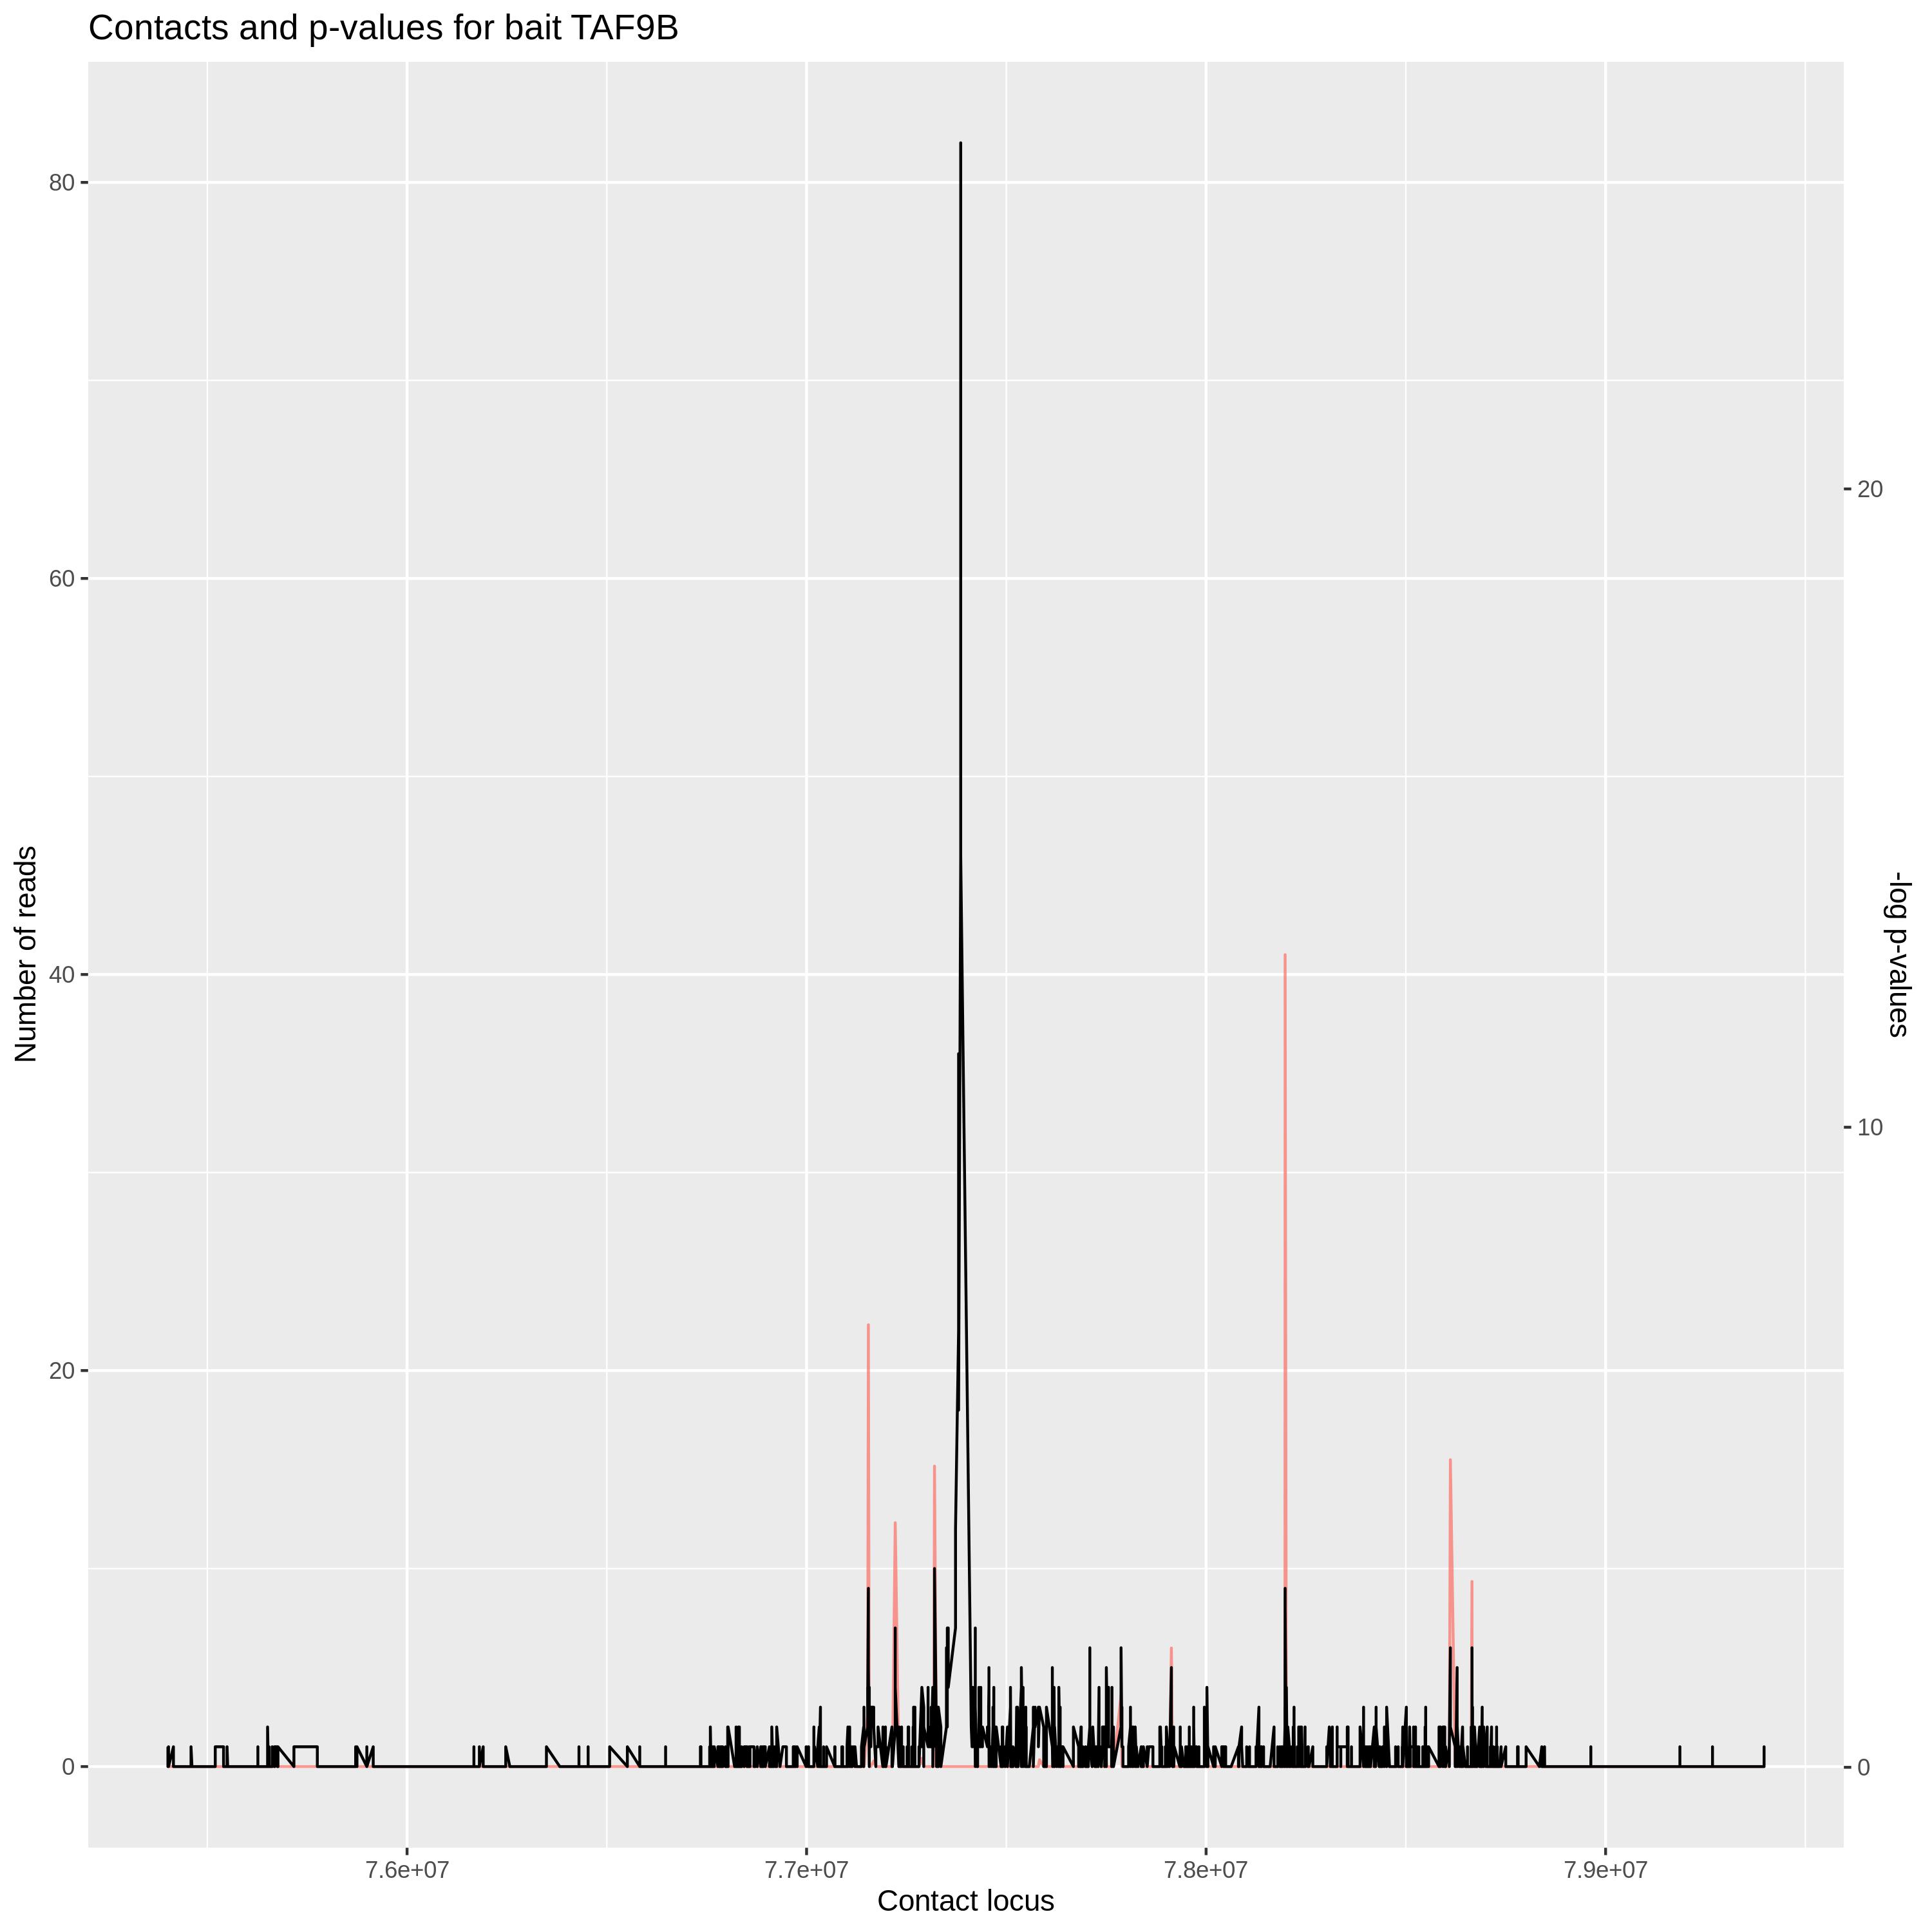 Contacts and p-values for bait TAF9B
80
60
40
20
0
Number of reads
20
10
0
-log p-values
7.6e+07
7.7e+07
7.8e+07
7.9e+07
Contact locus